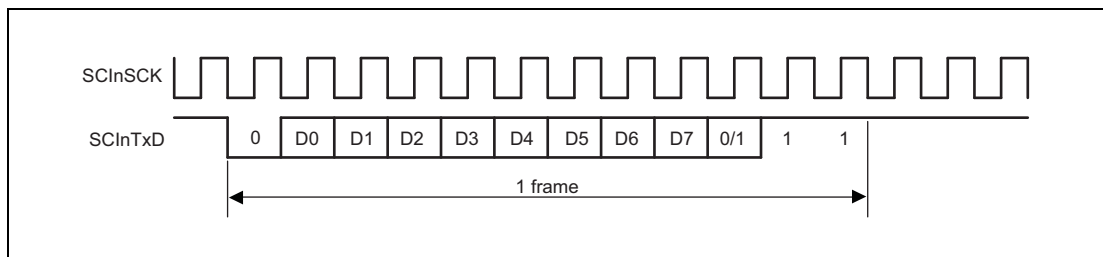 SCInSCK
SCInTxD 0 D0 D1 D2 D3 D4 D5 D6 D7 0/1 1 1
1 frame